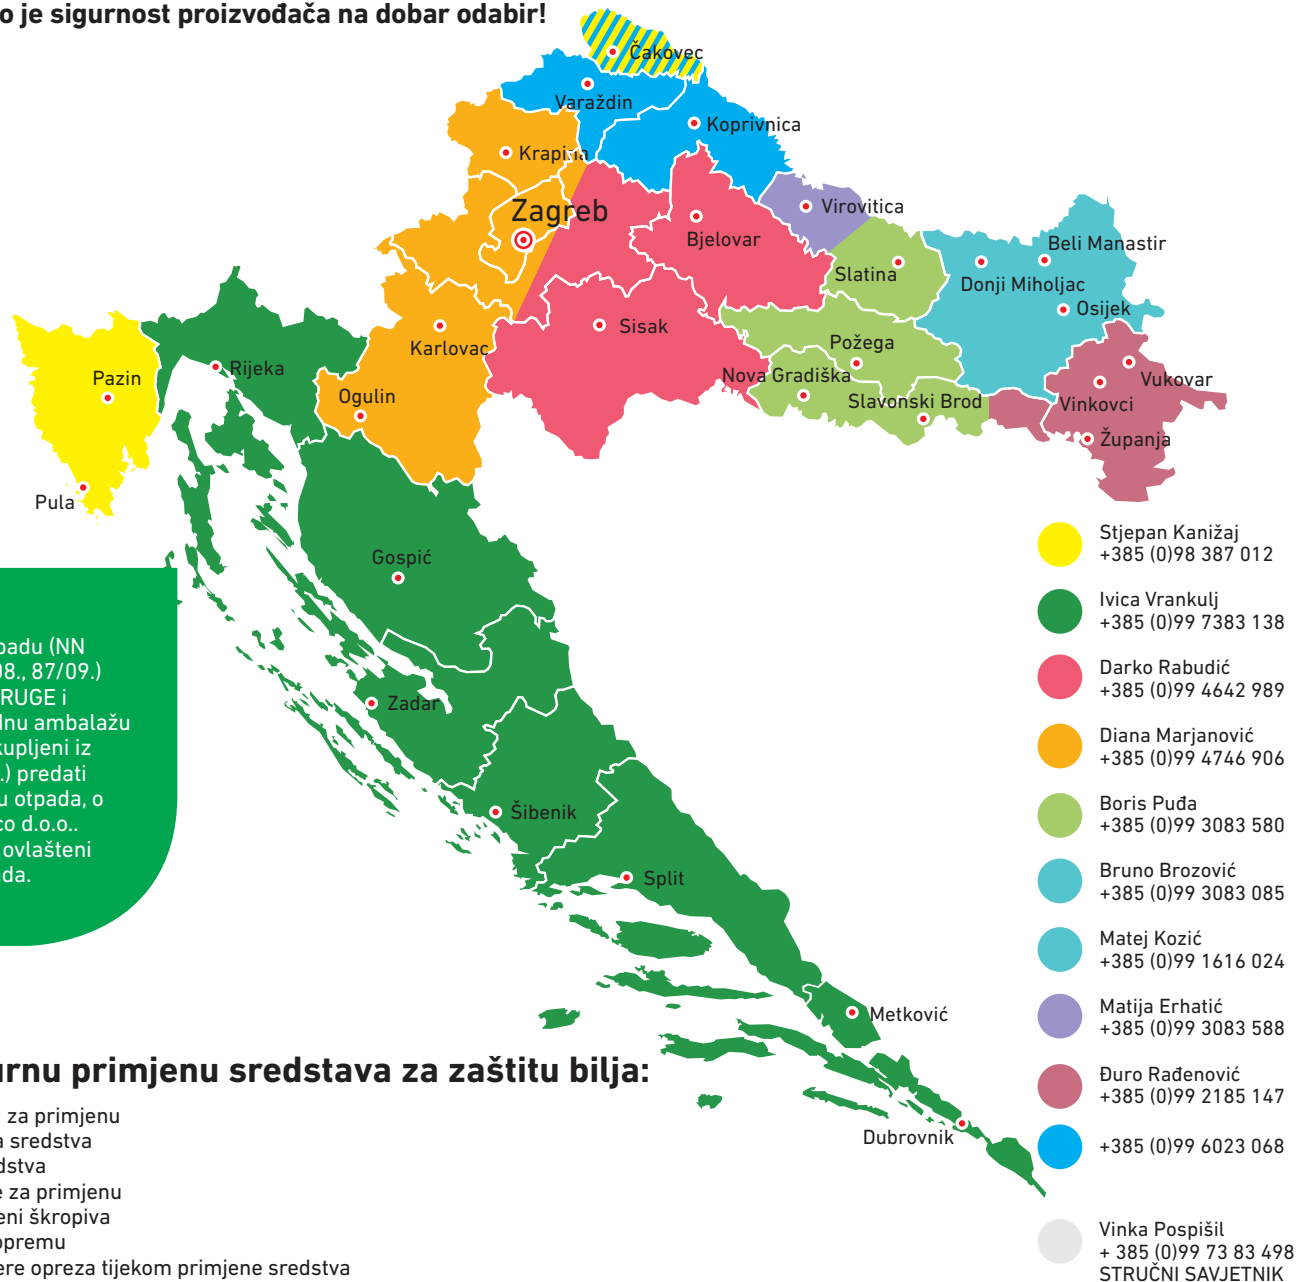 o je sigurnost proizvođača na dobar odabir!
Čakovec
Varaždin
Koprivnica
Krapina
Zagreb
Virovitica
Bjelovar
Beli Manastir
Slatina
Donji Miholjac
Osijek
Sisak
Karlovac
Požega
Rijeka
Pazin
Nova Gradiška
Vukovar
Ogulin
Slavonski Brod
Vinkovci
Županja
Pula
Gospić
Zadar
Šibenik
Split
Metković
Dubrovnik
padu (NN
08., 87/09.)
RUGE i
dnu ambalažu
kupljeni iz
.) predati
u otpada, o
co d.o.o..
ovlašteni
ada.
Stjepan Kanižaj
+385 (0)98 387 012
Ivica Vrankulj
+385 (0)99 7383 138
Darko Rabudić
+385 (0)99 4642 989
Diana Marjanović
+385 (0)99 4746 906
Boris Puđa
+385 (0)99 3083 580
Bruno Brozović
+385 (0)99 3083 085
Matej Kozić
+385 (0)99 1616 024
Matija Erhatić
+385 (0)99 3083 588
Đuro Rađenović
+385 (0)99 2185 147
+385 (0)99 6023 068
Vinka Pospišil
+ 385 (0)99 73 83 498
STRUČNI SAVJETNIK
urnu primjenu sredstava za zaštitu bilja:
za primjenu
a sredstva
dstva
e za primjenu
eni škropiva
opremu
ere opreza tijekom primjene sredstva